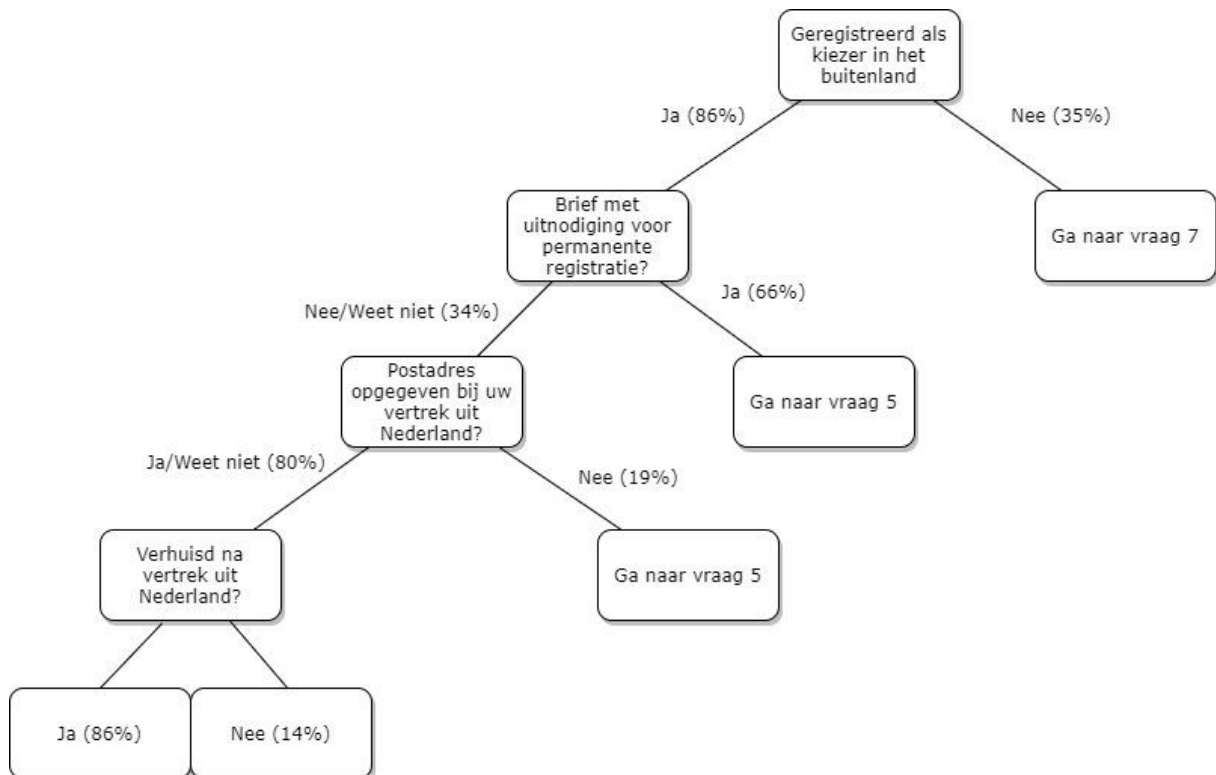 Geregistreerd als
kiezer in het
buitenland
Ja (86%)
Nee (35%)
Brief met
uitnodiging voor
permanente
registratie?
Ga naar vraag 7
Nee/Weet niet (34%)
Ja (66%)
Postadres
opgegeven bij uw
vertrek uit
Nederland?
Ga naar vraag 5
Ja/Weet niet (80%)
Nee (19%)
Verhuisd na
vertrek uit
Nederland?
Ga naar vraag 5
Ja (86%)
Nee (14%)